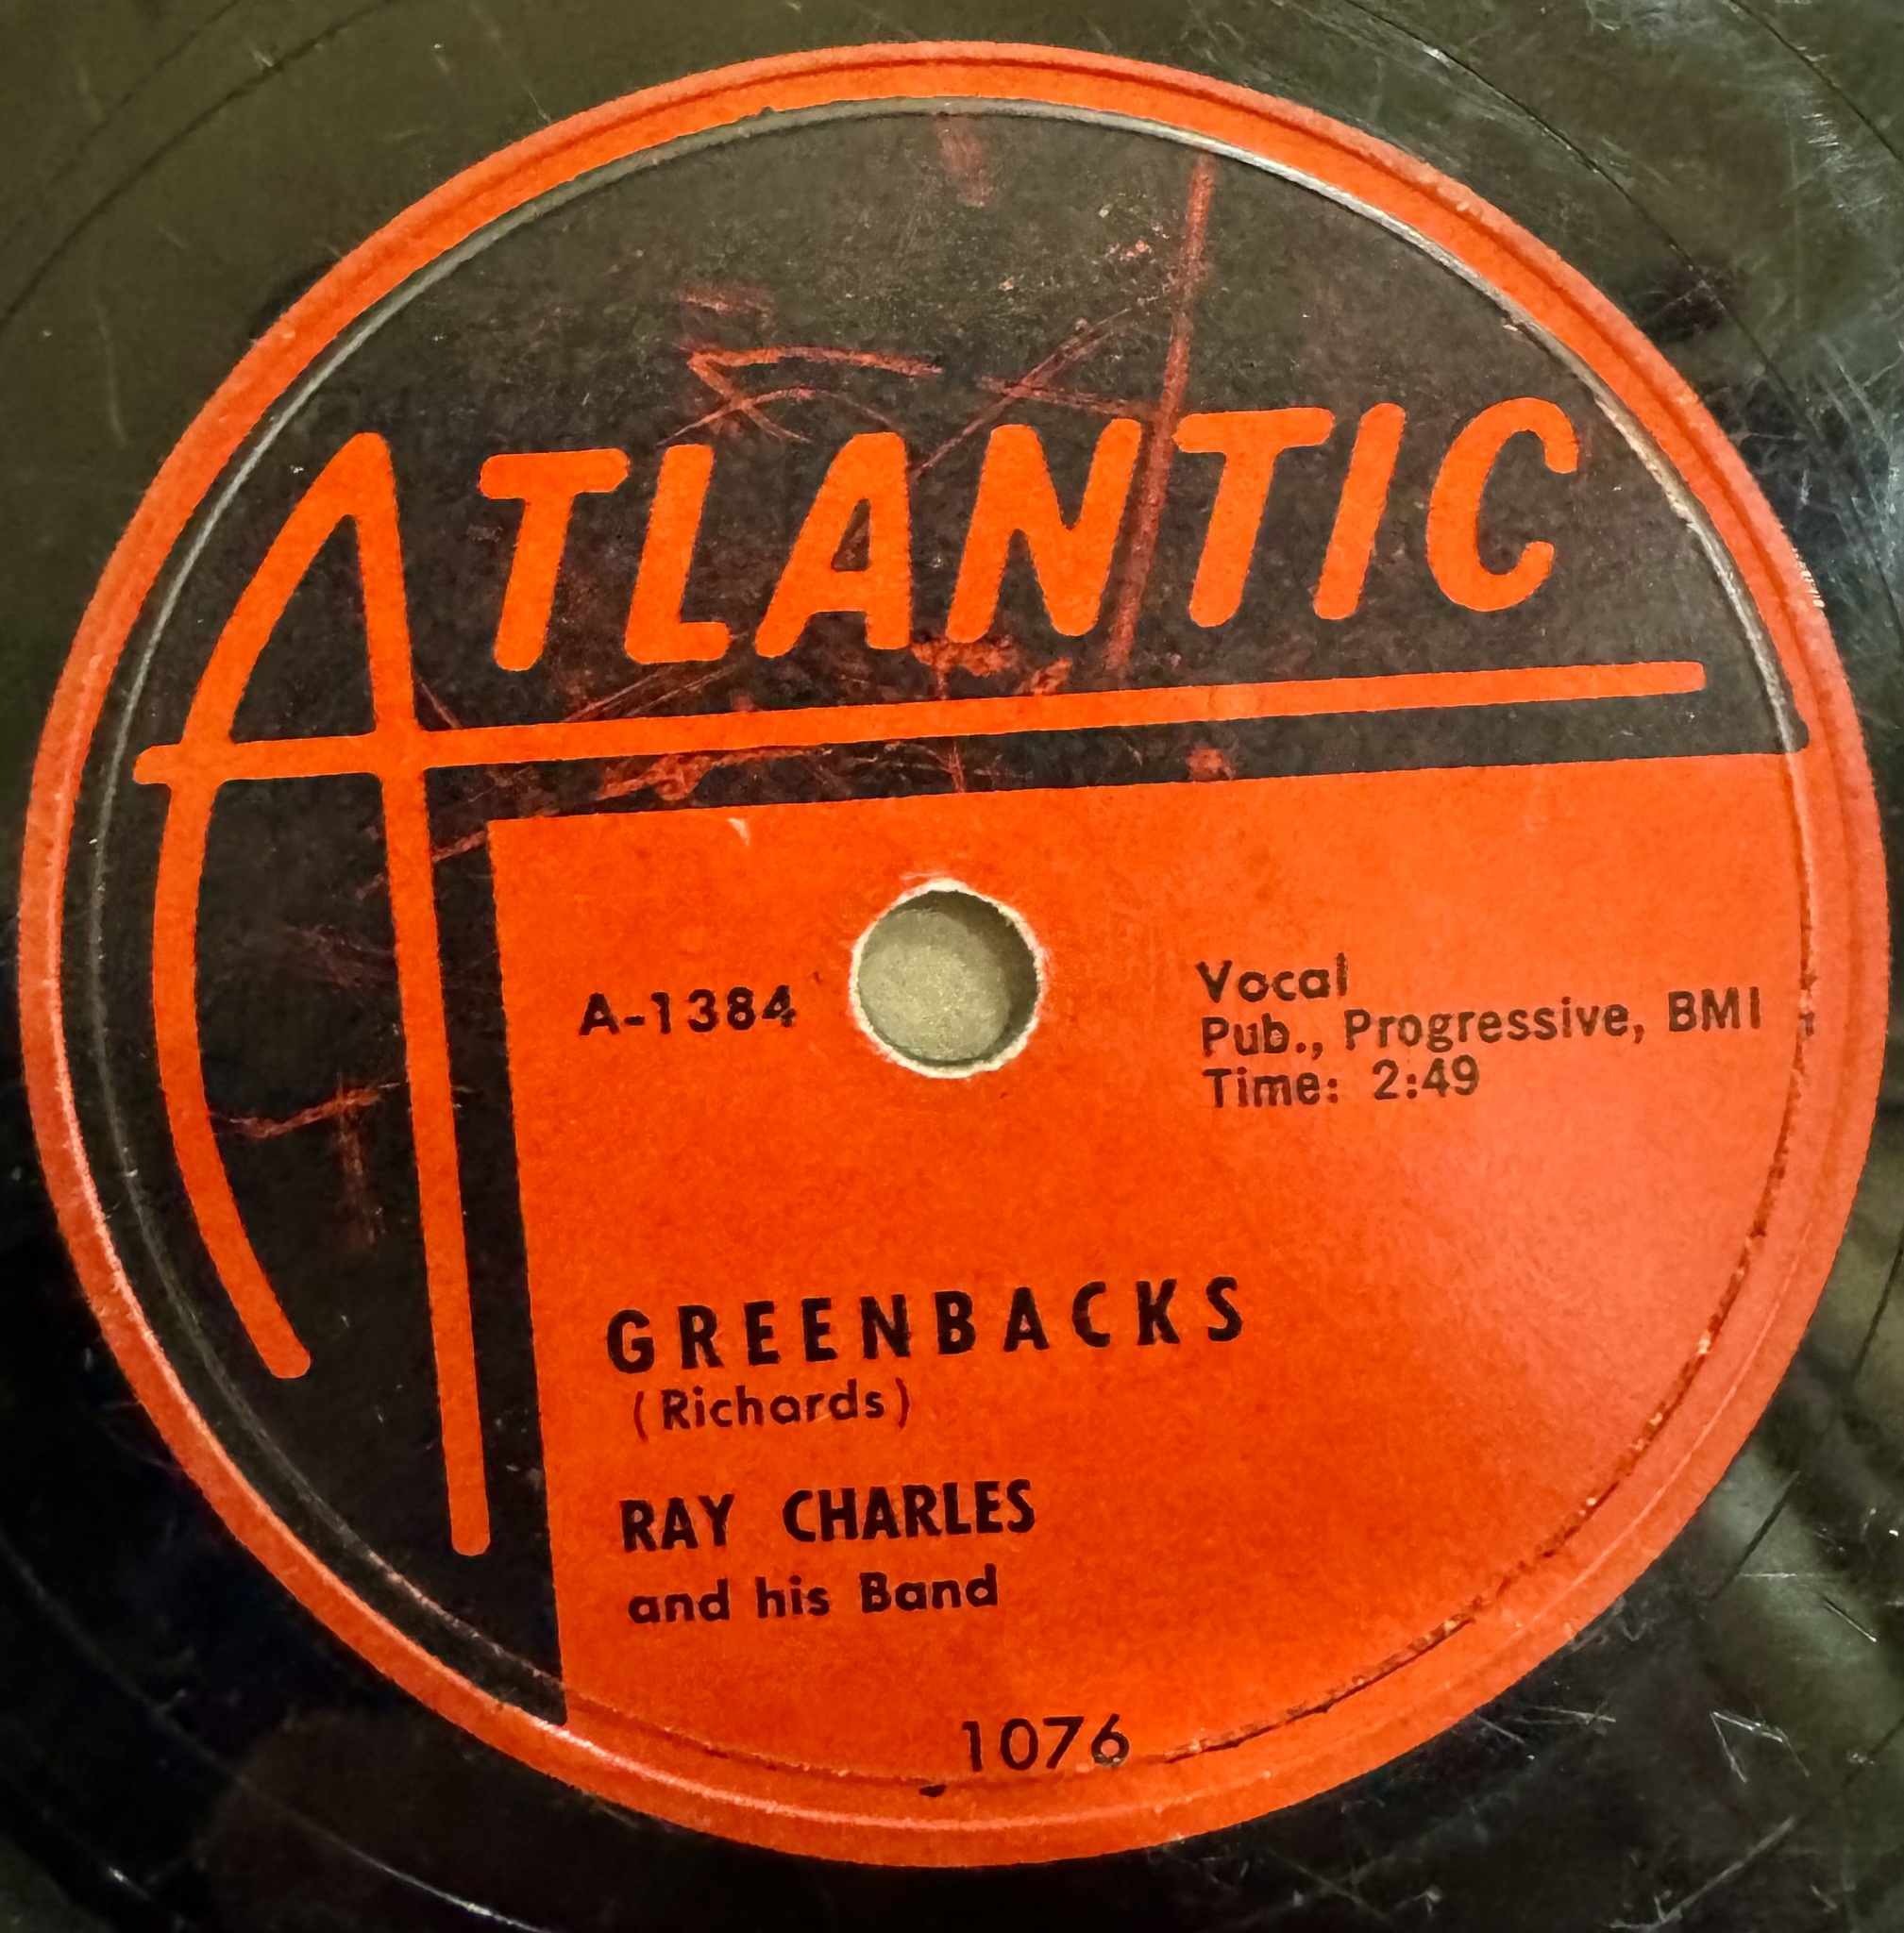 ATLANTIC
A-1384
Vocal
Pub., Progressive, BMI
Time: 2:49
GREENBACKS
(Richards)
RAY CHARLES
and his Band
1076